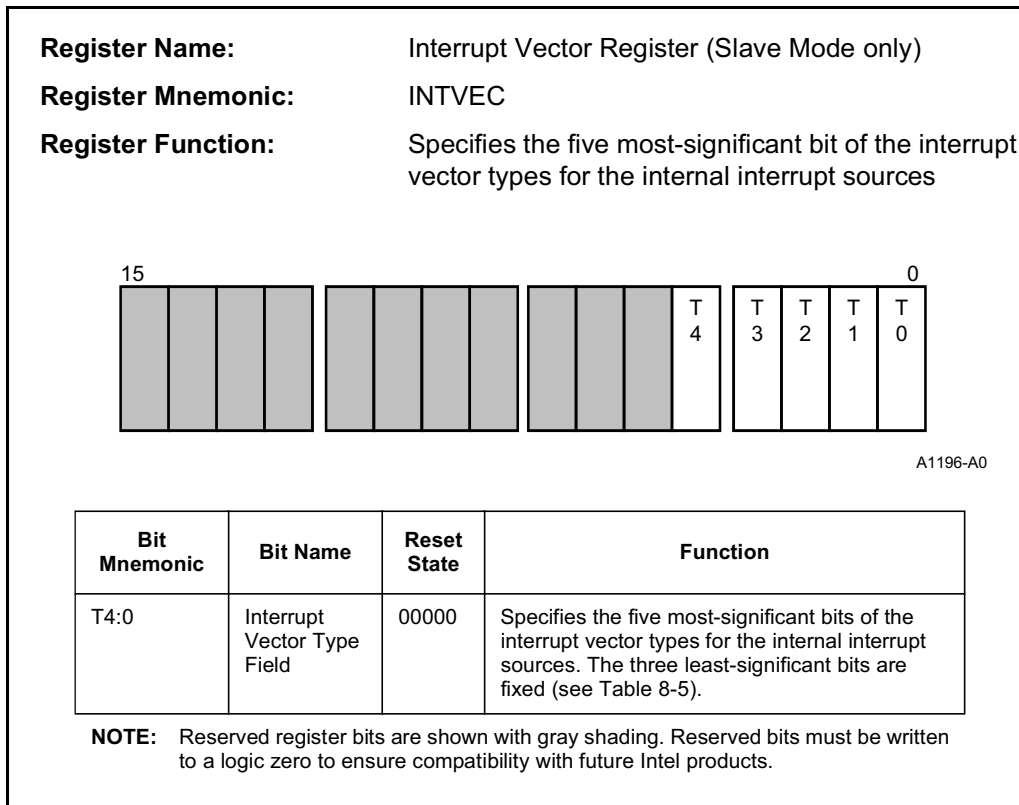 Register Name: Interrupt Vector Register (Slave Mode only)
Register Mnemonic: INTVEC
Register Function: Specifies the five most-significant bit of the interrupt
vector types for the internal interrupt sources
15 0
T T T T T
4 3 2 1 0
A1196-A0
Bit Mnemonic Bit Name Reset State Function
T4:0 Interrupt 00000 Specifies the five most-significant bits of the
Vector Type interrupt vector types for the internal interrupt
Field sources. The three least-significant bits are
fixed (see Table 8-5).
NOTE: Reserved register bits are shown with gray shading. Reserved bits must be written
to a logic zero to ensure compatibility with future Intel products.